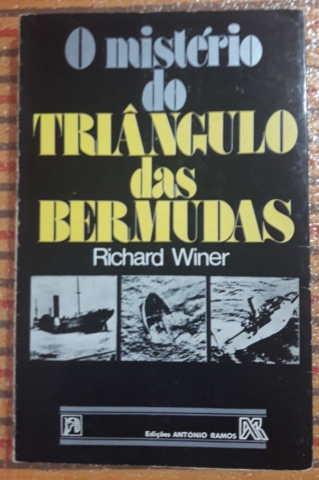 O mistério
do
TRIÂNGULO
das
BERMUDAS
Richard Winer
Edições ANTÓNIO RAMOS